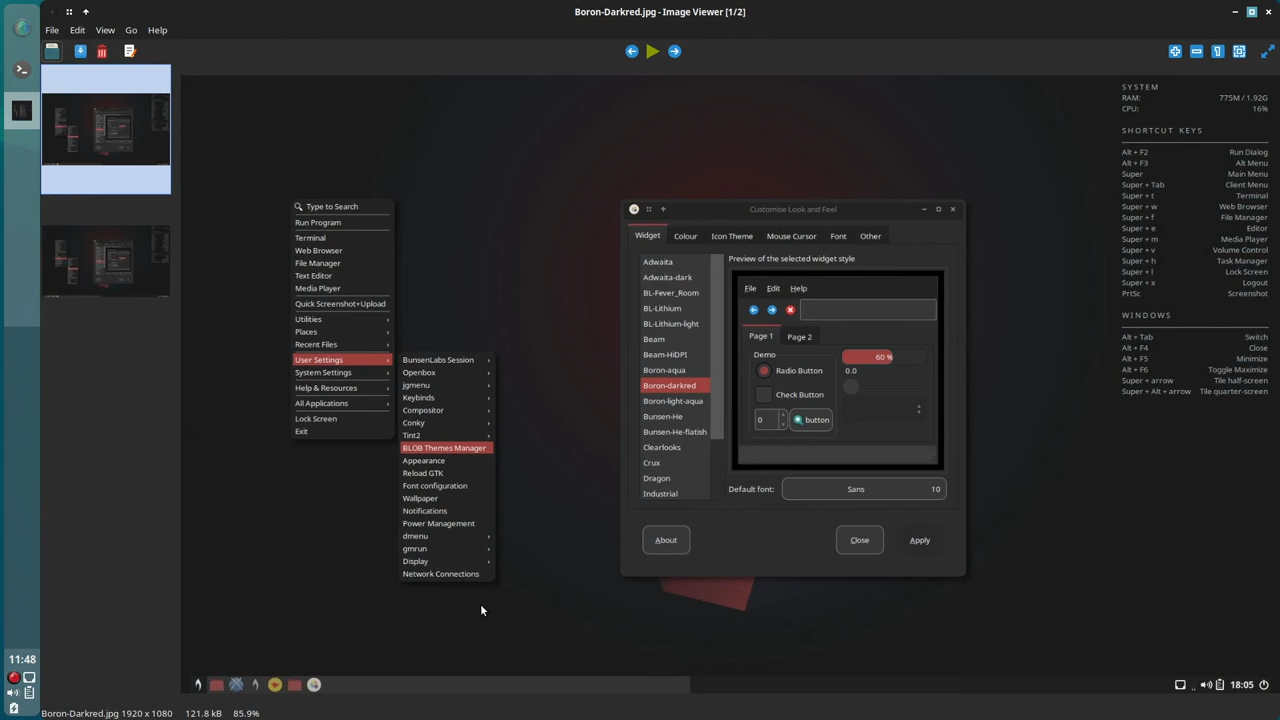 Boron-Darkred.jpg - Image Viewer [1/2]
File Edit View Go Help
SYSTEM
RAM: 775M / 1.92G
CPU: 16%
SHORTCUT KEYS
Alt + F2 Run Dialog
Alt + F3 Alt Menu
Super Main Menu
Super + Tab Client Menu
Super + t Terminal
Super + w Web Browser
Super + f File Manager
Super + e Editor
Super + m Media Player
Super + v Volume Control
Super + h Task Manager
Super + l Lock Screen
Super + x Logout
PrtSc Screenshot
WINDOWS
Alt + Tab Switch
Alt + F4 Close
Alt + F5 Minimize
Alt + F6 Toggle Maximize
Super + arrow Tile half-screen
Super + Alt + arrow Tile quarter-screen
Type to Search
Run Program
Terminal
Web Browser
File Manager
Text Editor
Media Player
Quick Screenshot+Upload
Utilities
Places
Recent Files
User Settings
System Settings
Help & Resources
All Applications
Lock Screen
Exit
BunsenLabs Session
Openbox
jgmenu
Keybinds
Compositor
Conky
Tint2
BLOB Themes Manager
Appearance
Reload GTK
Font configuration
Wallpaper
Notifications
Power Management
dmenu
gmrun
Display
Network Connections
Customise Look and Feel
Widget Colour Icon Theme Mouse Cursor Font Other
Adwaita
Adwaita-dark
BL-Fever_Room
BL-Lithium
BL-Lithium-light
Beam
Beam-HiDPI
Boron-aqua
Boron-darkred
Boron-light-aqua
Bunsen-He
Bunsen-He-flatish
Clearlooks
Crux
Dragon
Industrial
Preview of the selected widget style
File Edit Help
Page 1 Page 2
Demo
60 %
Radio Button
0.0
Check Button
0
button
Default font: Sans 10
About Close Apply
11:48
18:05
Boron-Darkred.jpg 1920 x 1080 121.8 kB 85.9%